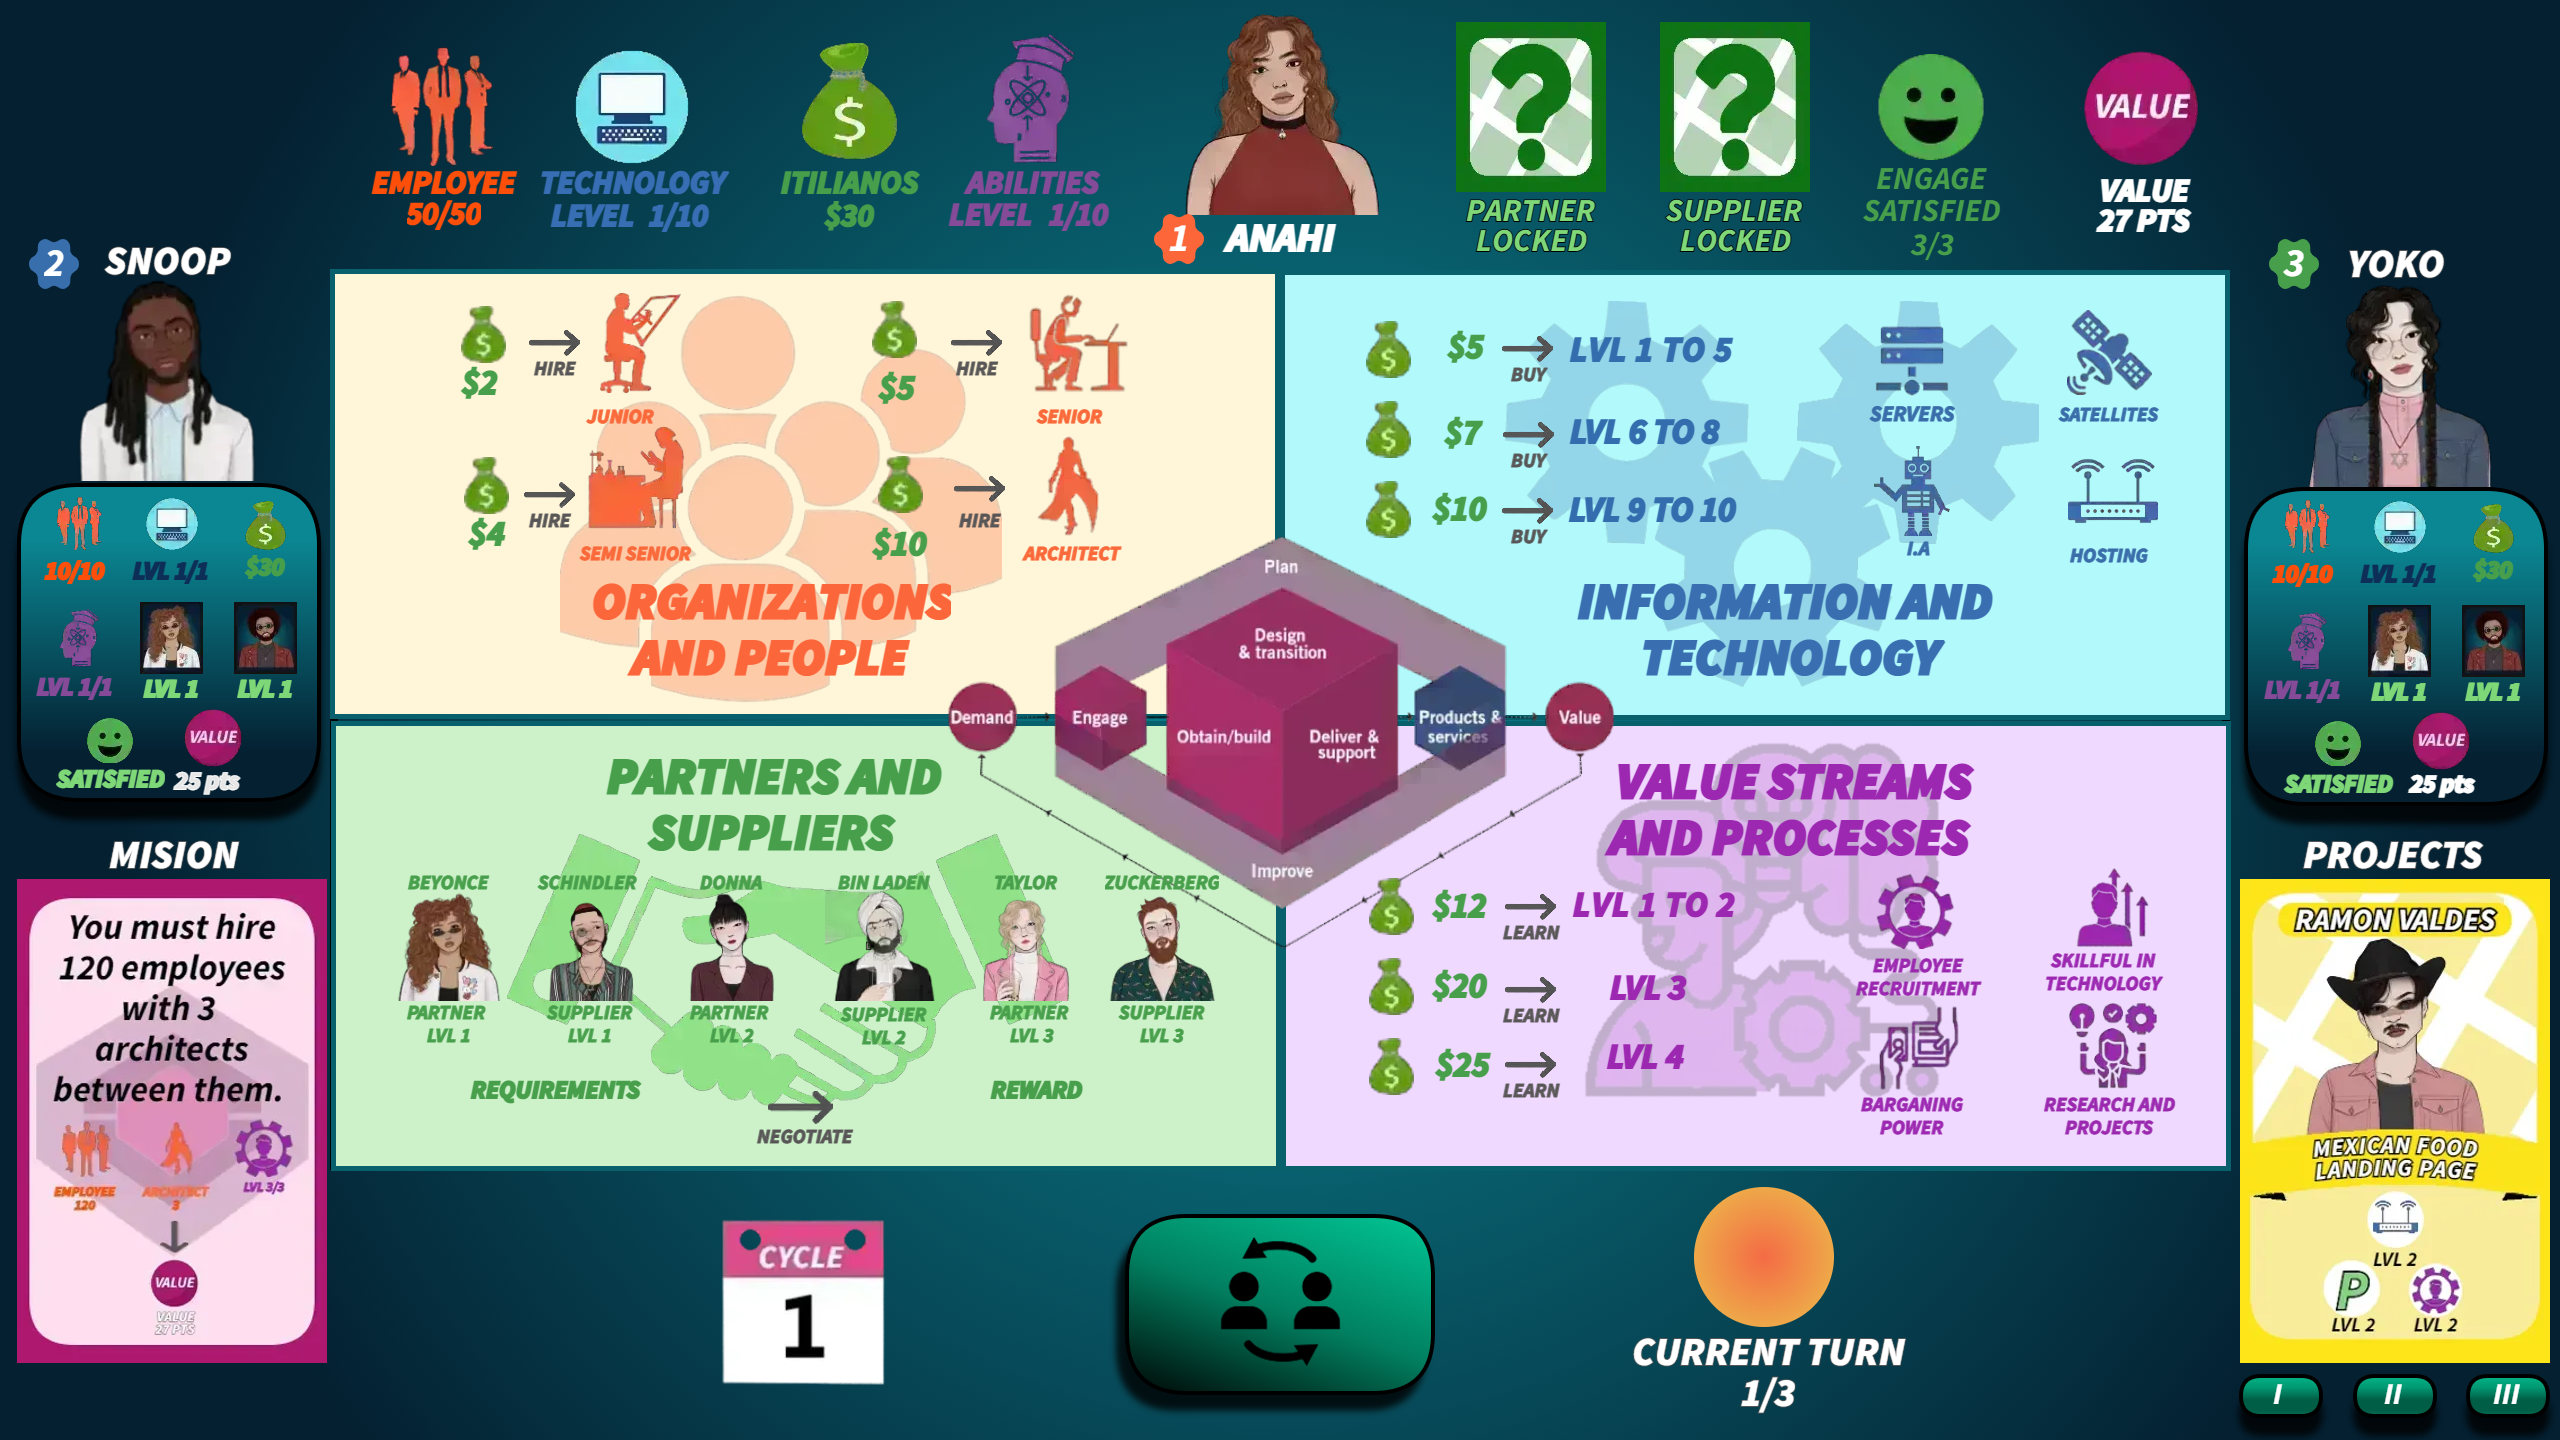 EMPLOYEE
50/50
TECHNOLOGY
LEVEL 1/10
$
ITILIANOS
$30
ABILITIES
LEVEL 1/10
1
ANAHI
?
PARTNER
LOCKED
?
SUPPLIER
LOCKED
ENGAGE
SATISFIED
3/3
VALUE
VALUE
27 PTS
2
SNOOP
$
10/10
LVL 1/1
$30
LVL 1/1
LVL 1
LVL 1
VALUE
SATISFIED
25 pts
3
YOKO
$
10/10
LVL 1/1
$30
LVL 1/1
LVL 1
LVL 1
VALUE
SATISFIED
25 pts
$
$2
HIRE
JUNIOR
$
$5
HIRE
SENIOR
$
$4
HIRE
SEMI SENIOR
$
$10
HIRE
ARCHITECT
ORGANIZATIONS
AND PEOPLE
$
$5
BUY
LVL 1 TO 5
$
$7
BUY
LVL 6 TO 8
$
$10
BUY
LVL 9 TO 10
SERVERS
SATELLITES
I.A
HOSTING
INFORMATION AND
TECHNOLOGY
Plan
Design
& transition
Demand
Engage
Obtain/build
Deliver &
support
Products &
services
Value
Improve
PARTNERS AND
SUPPLIERS
BEYONCE
SCHINDLER
DONNA
BIN LADEN
TAYLOR
ZUCKERBERG
PARTNER
LVL 1
SUPPLIER
LVL 1
PARTNER
LVL 2
SUPPLIER
LVL 2
PARTNER
LVL 3
SUPPLIER
LVL 3
REQUIREMENTS
NEGOTIATE
REWARD
VALUE STREAMS
AND PROCESSES
$
$12
LEARN
LVL 1 TO 2
$
$20
LEARN
LVL 3
$
$25
LEARN
LVL 4
EMPLOYEE
RECRUITMENT
SKILLFUL IN
TECHNOLOGY
BARGANING
POWER
RESEARCH AND
PROJECTS
MISION
You must hire
120 employees
with 3
architects
between them.
EMPLOYEE
120
ARCHITECT
3
LVL 3/3
VALUE
VALUE
27 PTS
PROJECTS
RAMON VALDES
MEXICAN FOOD
LANDING PAGE
LVL 2
P
LVL 2
LVL 2
I
II
III
CYCLE
1
CURRENT TURN
1/3